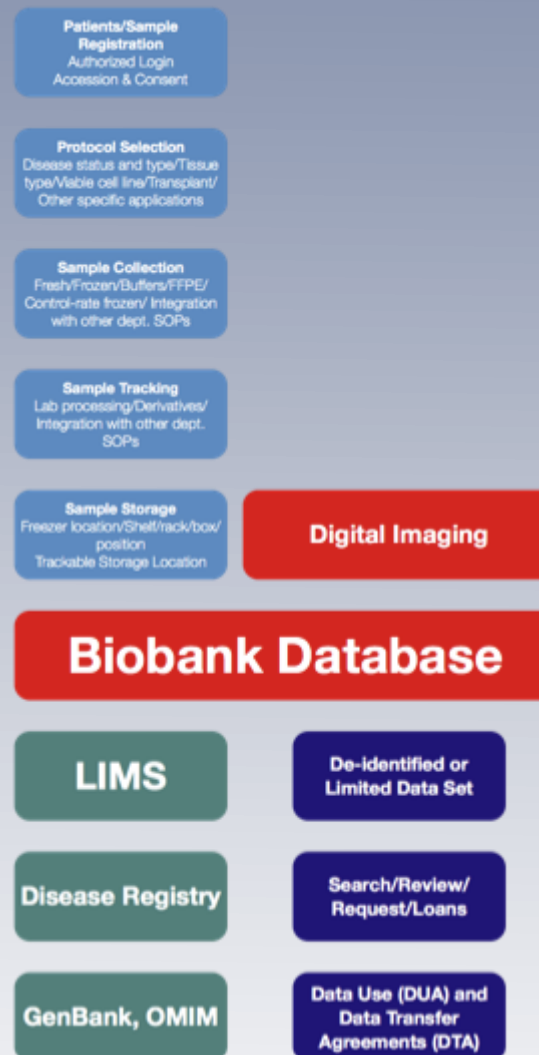 Patients/Sample
Registration
Authorized Login
Accession & Consent
Protocol Selection
Disease status and type/Tissue
type/Viable cell line/Transplant/
Other specific applications
Sample Collection
Fresh/Frozen/Buffers/FFPE/
Control-rate frozen/ Integration
with other dept. SOPs
Sample Tracking
Lab processing/Derivatives/
Integration with other dept.
SOPs
Sample Storage
Freezer location/Shelf/rack/box/
position
Trackable Storage Location
Digital Imaging
Biobank Database
LIMS
De-identified or
Limited Data Set
Disease Registry
Search/Review/
Request/Loans
GenBank, OMIM
Data Use (DUA) and
Data Transfer
Agreements (DTA)